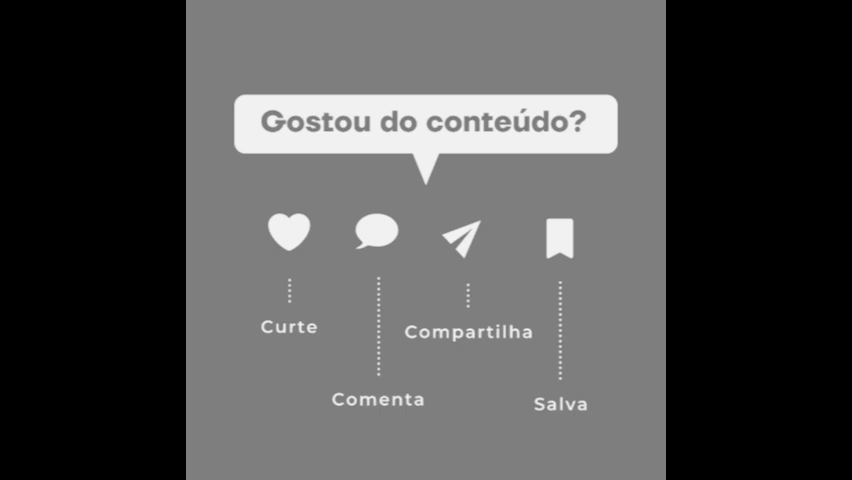 Gostou do conteúdo?
Curte
Compartilha
Comenta
Salva